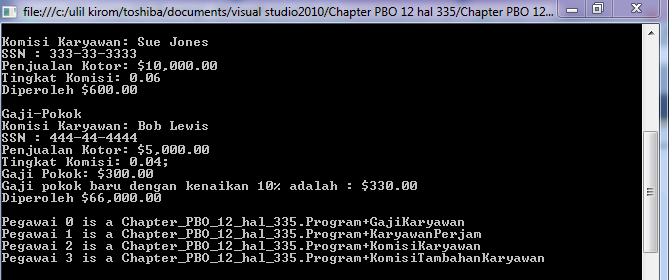 file:///c:/ulil kirom/toshiba/documents/visual studio2010/Chapter PBO 12 hal 335/Chapter PBO 12...
Komisi Karyawan: Sue Jones
SSN : 333-33-3333
Penjualan Kotor: $10,000.00
Tingkat Komisi: 0.06
Diperoleh $600.00
Gaji-Pokok
Komisi Karyawan: Bob Lewis
SSN : 444-44-4444
Penjualan Kotor: $5,000.00
Tingkat Komisi: 0.04;
Gaji Pokok: $300.00
Gaji pokok baru dengan kenaikan 10% adalah : $330.00
Diperoleh $66,000.00
Pegawai 0 is a Chapter_PBO_12_hal_335.Program+GajiKaryawan
Pegawai 1 is a Chapter_PBO_12_hal_335.Program+KaryawanPerjam
Pegawai 2 is a Chapter_PBO_12_hal_335.Program+KomisiKaryawan
Pegawai 3 is a Chapter_PBO_12_hal_335.Program+KomisiTambahanKaryawan